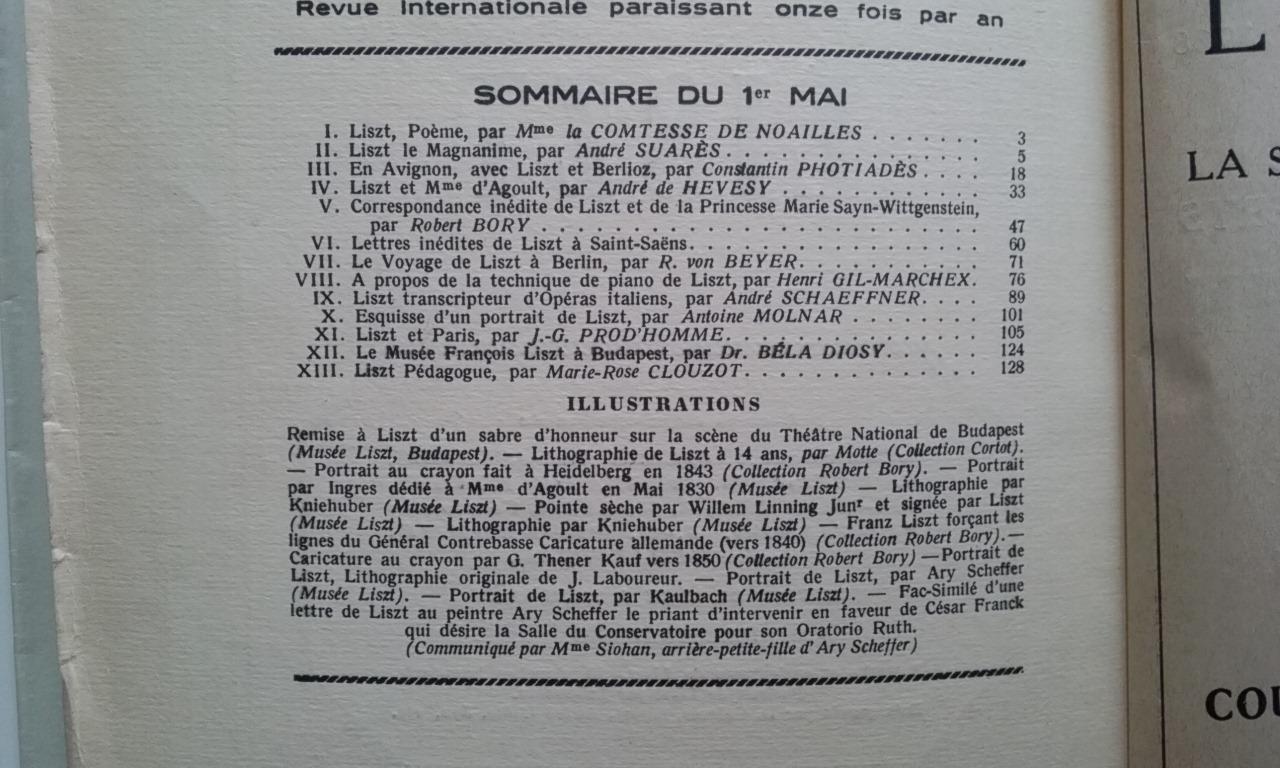 Revue Internationale paraissant onze fois par an
SOMMAIRE DU 1er MAI
I. Liszt, Poème, par Mme la COMTESSE DE NOAILLES . . . . . . . 3
II. Liszt le Magnanime, par André SUARÈS . . . . . . . . . . . . . . 5
III. En Avignon, avec Liszt et Berlioz, par Constantin PHOTIADÈS . . . . 18
IV. Liszt et Mme d'Agoult, par André de HEVESY . . . . . . . . . . . 33
V. Correspondance inédite de Liszt et de la Princesse Marie Sayn-Wittgenstein,
par Robert BORY . . . . . . . . . . . . . . . . . . . . . . . . 47
VI. Lettres inédites de Liszt à Saint-Saëns. . . . . . . . . . . . . . . . 60
VII. Le Voyage de Liszt à Berlin, par R. von BEYER. . . . . . . . . . 71
VIII. A propos de la technique de piano de Liszt, par Henri GIL-MARCHEX. 76
IX. Liszt transcripteur d'Opéras italiens, par André SCHAEFFNER. . . . 89
X. Esquisse d'un portrait de Liszt, par Antoine MOLNAR . . . . . . . . 101
XI. Liszt et Paris, par J.-G. PROD'HOMME. . . . . . . . . . . . . . 105
XII. Le Musée François Liszt à Budapest, par Dr. BÉLA DIOSY. . . . . . 124
XIII. Liszt Pédagogue, par Marie-Rose CLOUZOT. . . . . . . . . . . . . 128
ILLUSTRATIONS
Remise à Liszt d'un sabre d'honneur sur la scène du Théâtre National de Budapest
(Musée Liszt, Budapest). — Lithographie de Liszt à 14 ans, par Motte (Collection Cortot).
— Portrait au crayon fait à Heidelberg en 1843 (Collection Robert Bory). — Portrait
par Ingres dédié à Mme d'Agoult en Mai 1830 (Musée Liszt) — Lithographie par
Kniehuber (Musée Liszt) — Pointe sèche par Willem Linning Junr et signée par Liszt
(Musée Liszt) — Lithographie par Kniehuber (Musée Liszt) — Franz Liszt forçant les
lignes du Général Contrebasse Caricature allemande (vers 1840) (Collection Robert Bory).—
Caricature au crayon par G. Thener Kauf vers 1850 (Collection Robert Bory) — Portrait de
Liszt, Lithographie originale de J. Laboureur. — Portrait de Liszt, par Ary Scheffer
(Musée Liszt). — Portrait de Liszt, par Kaulbach (Musée Liszt). — Fac-Similé d'une
lettre de Liszt au peintre Ary Scheffer le priant d'intervenir en faveur de César Franck
qui désire la Salle du Conservatoire pour son Oratorio Ruth.
(Communiqué par Mme Siohan, arrière-petite-fille d'Ary Scheffer)
L
LA S
COU